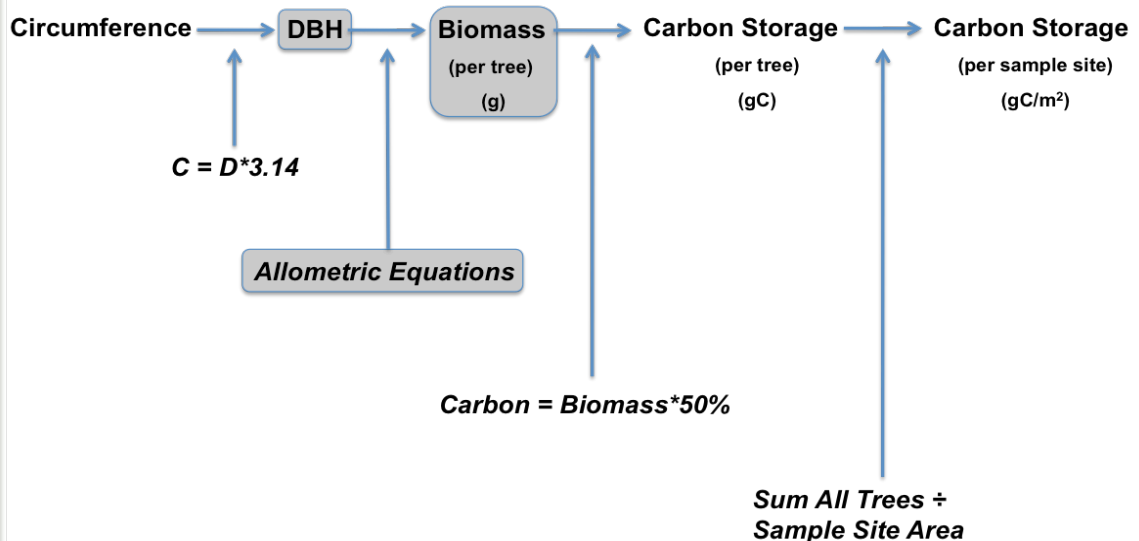 Circumference
DBH
Biomass
(per tree)
(g)
Carbon Storage
(per tree)
(gC)
Carbon Storage
(per sample site)
(gC/m²)
C = D*3.14
Allometric Equations
Carbon = Biomass*50%
Sum All Trees ÷
Sample Site Area